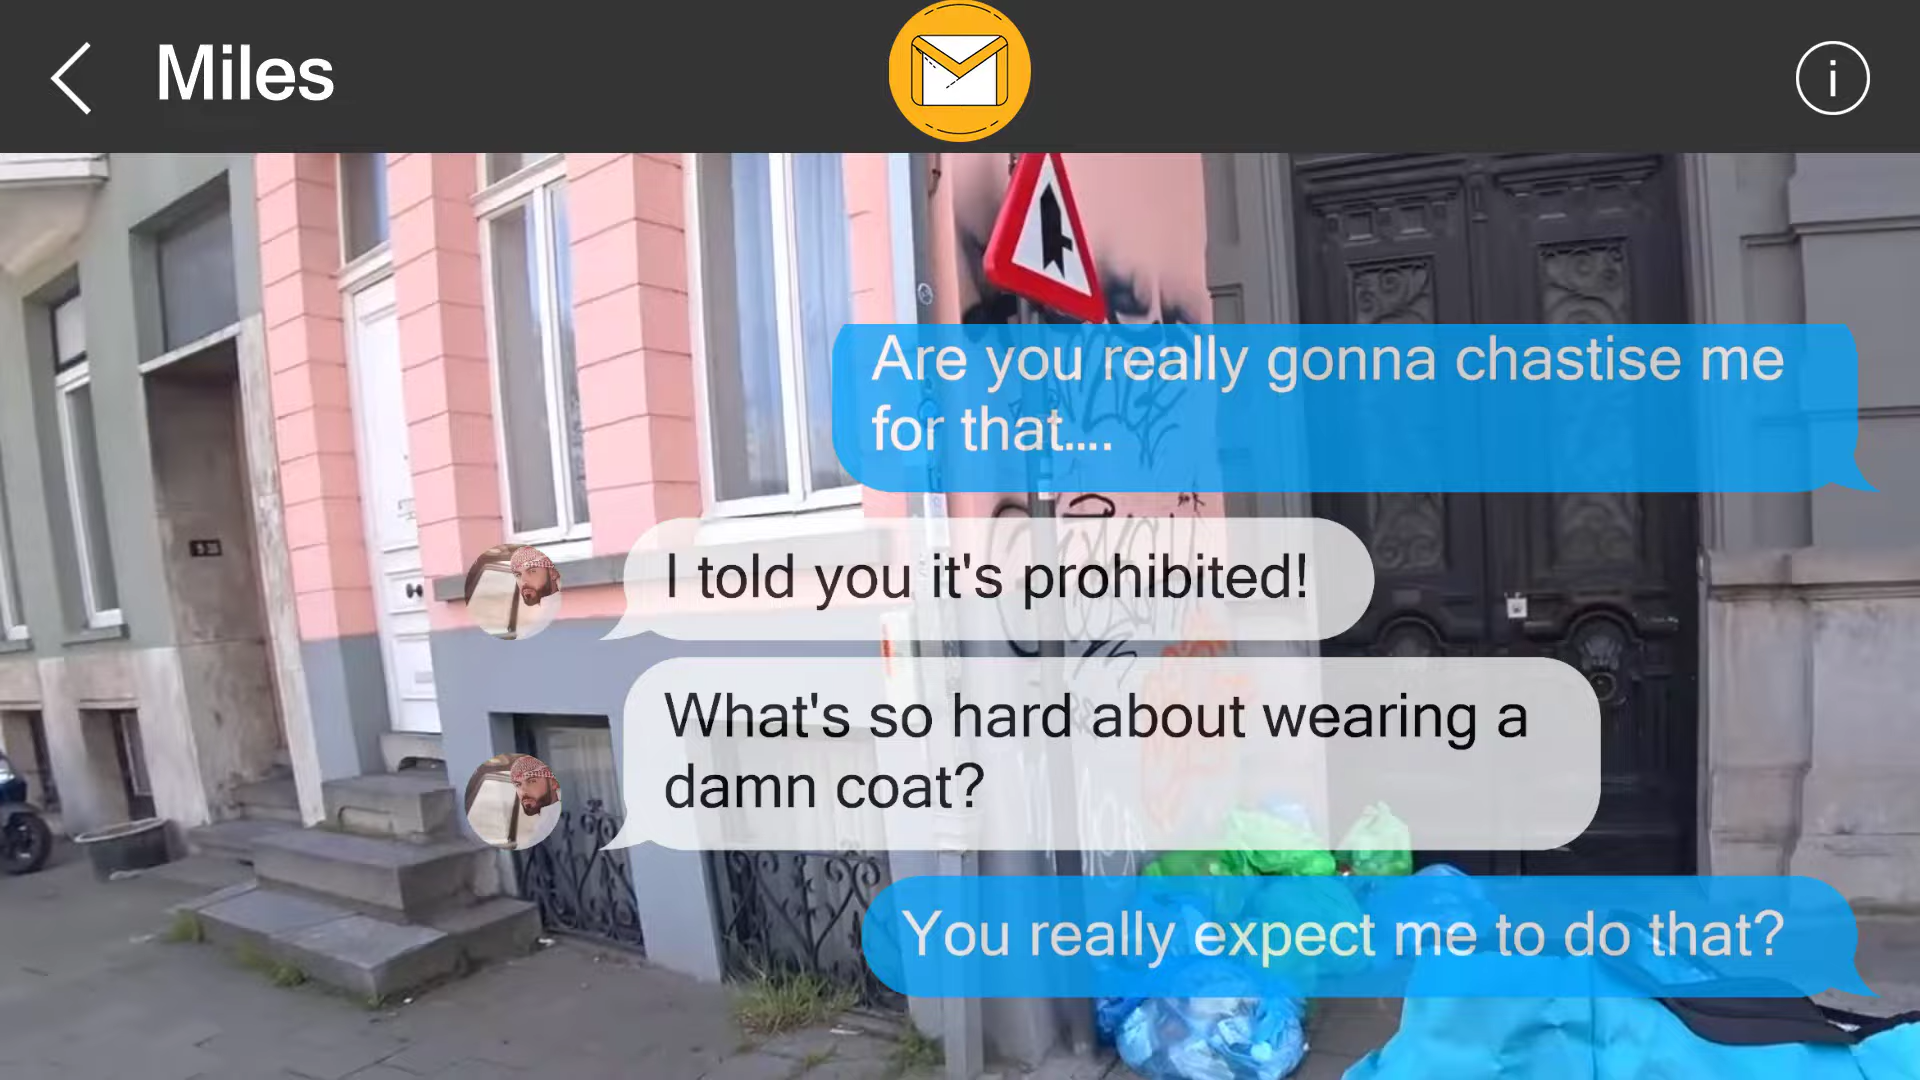 Miles
Are you really gonna chastise me
for that....
I told you it's prohibited!
What's so hard about wearing a
damn coat?
You really expect me to do that?